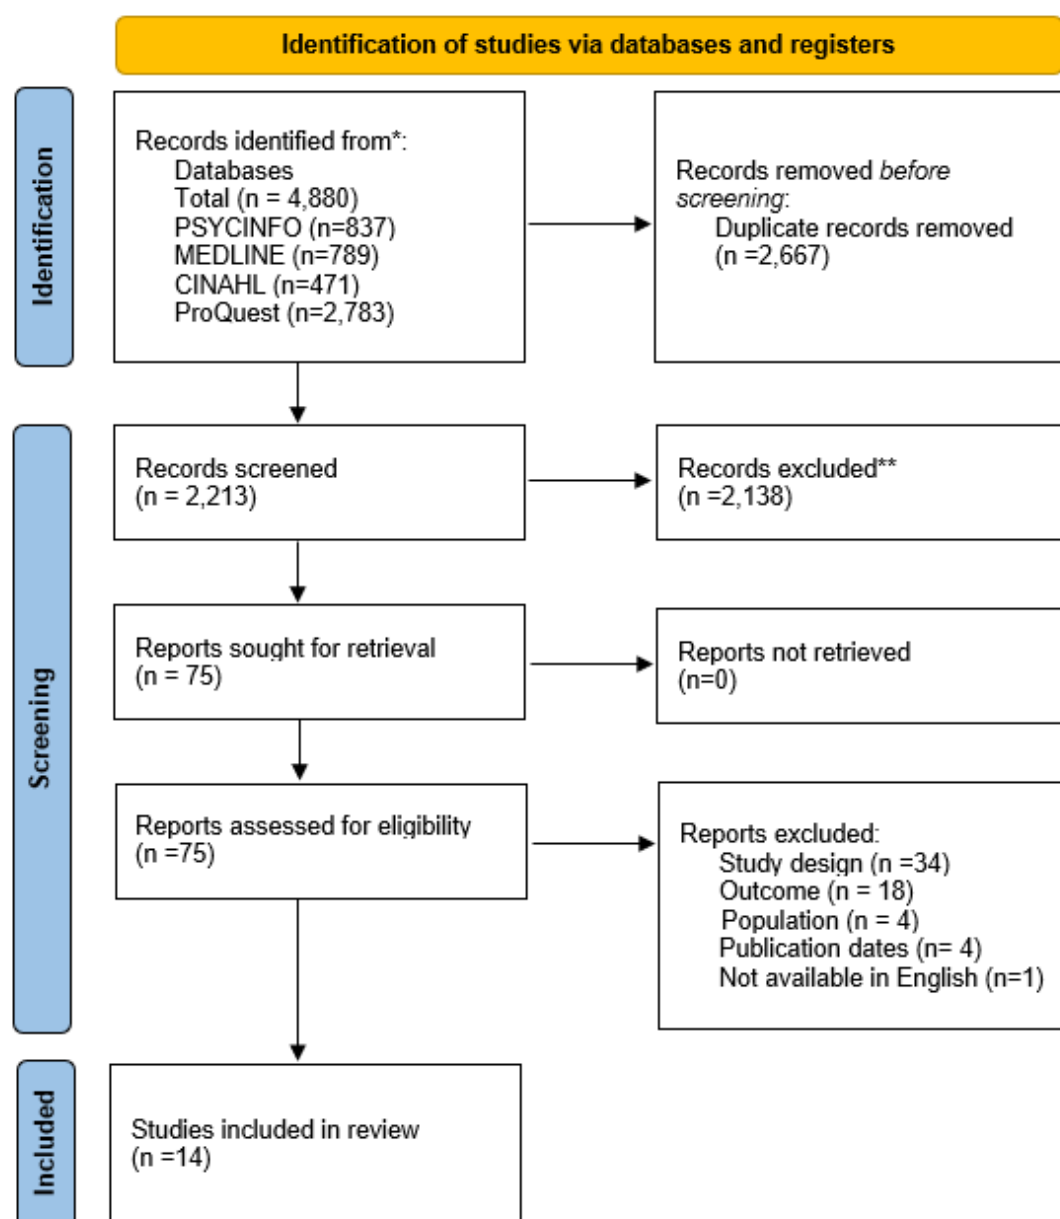 Identification of studies via databases and registers
Identification
Records identified from*:
Databases
Total (n = 4,880)
PSYCINFO (n=837)
MEDLINE (n=789)
CINAHL (n=471)
ProQuest (n=2,783)
Records removed before
screening:
Duplicate records removed
(n =2,667)
Screening
Records screened
(n = 2,213)
Records excluded**
(n =2,138)
Reports sought for retrieval
(n = 75)
Reports not retrieved
(n=0)
Reports assessed for eligibility
(n =75)
Reports excluded:
Study design (n =34)
Outcome (n = 18)
Population (n = 4)
Publication dates (n= 4)
Not available in English (n=1)
Included
Studies included in review
(n =14)